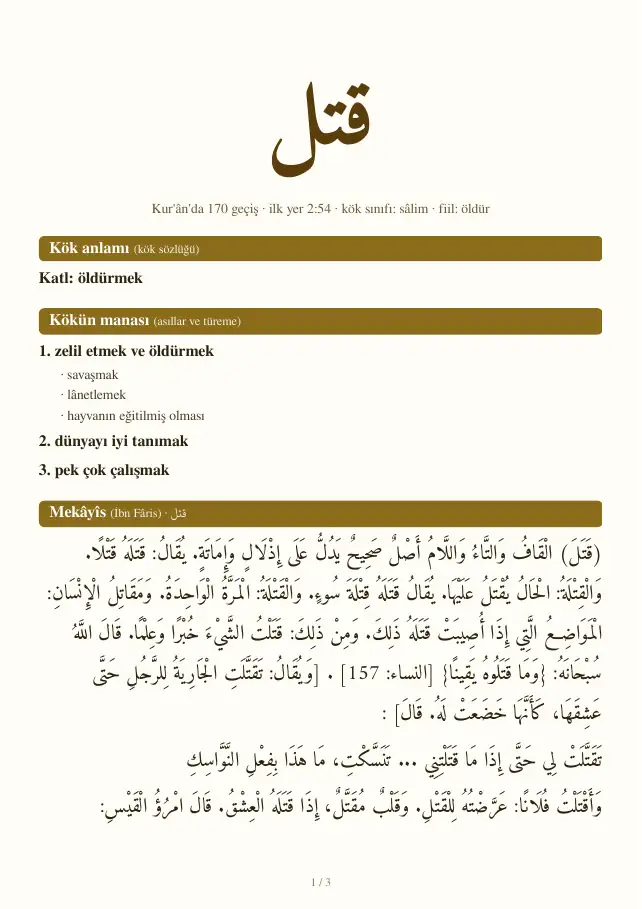 قتل
Kur'ân'da 170 geçiş · ilk yer 2:54 · kök sınıfı: sâlim · fiil: öldür
Kök anlamı (kök sözlüğü)
Katl: öldürmek
Kökün manası (asıllar ve türeme)
1. zelil etmek ve öldürmek
· savaşmak
· lânetlemek
· hayvanın eğitilmiş olması
2. dünyayı iyi tanımak
3. pek çok çalışmak
Mekâyîs (İbn Fâris) · قتل
(قَتَلَ) الْقَافُ وَالتَّاءُ وَاللَّامُ أَصْلٌ صَحِيحٌ يَدُلُّ عَلَى إِذْلَالٍ وَإِمَاتَةٍ. يُقَالُ: قَتَلَهُ قَتْلًا.
وَالْقِتْلَةُ: الْحَالُ يُقْتَلُ عَلَيْهَا. يُقَالُ قَتَلَهُ قِتْلَةَ سُوءٍ. وَالْقَتْلَةُ: الْمَرَّةُ الْوَاحِدَةُ. وَمَقَاتِلُ الْإِنْسَانِ:
الْمَوَاضِعُ الَّتِي إِذَا أُصِيبَتْ قَتَلَهُ ذَلِكَ. وَمِنْ ذَلِكَ: قَتَلْتُ الشَّيْءَ خُبْرًا وَعِلْمًا. قَالَ اللَّهُ
سُبْحَانَهُ: {وَمَا قَتَلُوهُ يَقِينًا} [النساء: 157] . [وَيُقَالُ: تَقَتَّلَتِ الْجَارِيَةُ لِلرَّجُلِ حَتَّى
عَشِقَهَا، كَأَنَّهَا خَضَعَتْ لَهُ. قَالَ] :
تَقَتَّلْتْ لِي حَتَّى إِذَا مَا قَتَلْتِنِي ... تَنَسَّكْتِ، مَا هَذَا بِفِعْلِ النَّوَاسِكِ
وَأَقْتَلْتُ فُلَانًا: عَرَّضْتُهُ لِلْقَتْلِ. وَقَلْبٌ مُقَتَّلٌ، إِذَا قَتَلَهُ الْعِشْقُ. قَالَ امْرُؤُ الْقَيْسِ:
1 / 3